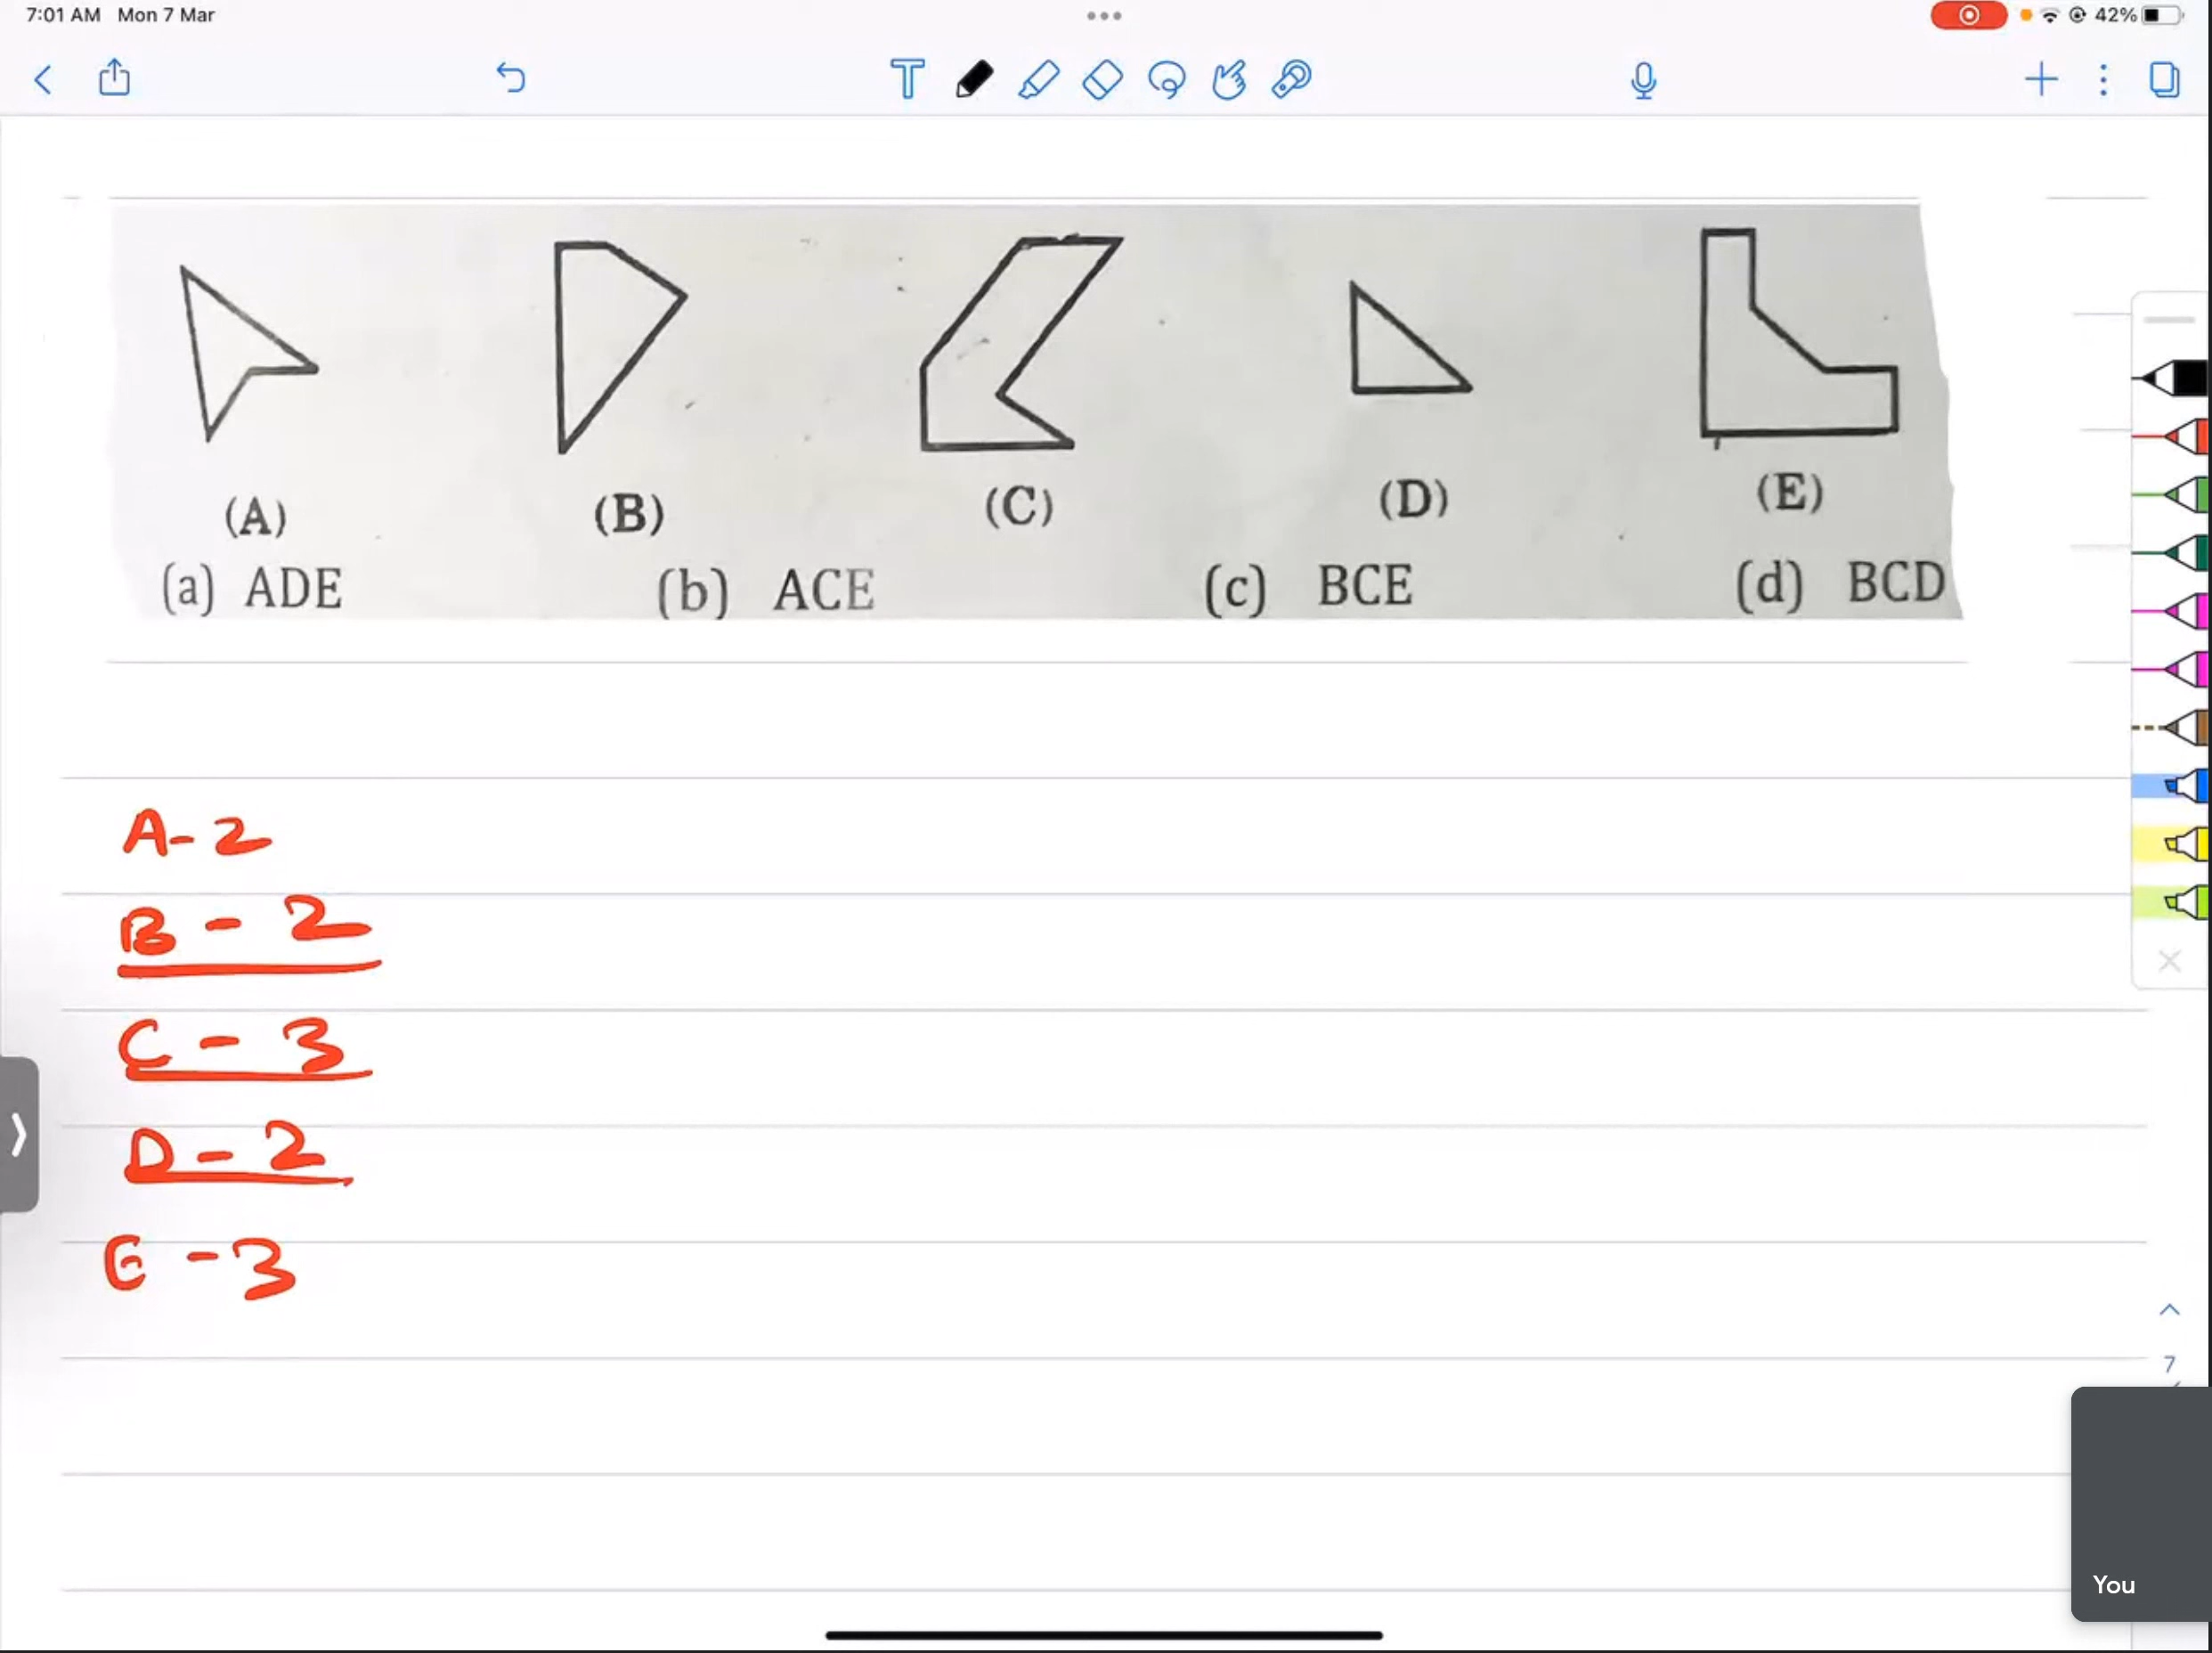 7:01 AM Mon 7 Mar 42%
(A) (B) (C) (D) (E)
(a) ADE (b) ACE (c) BCE (d) BCD
A-2
B - 2
C - 3
D - 2
E - 3
7
You